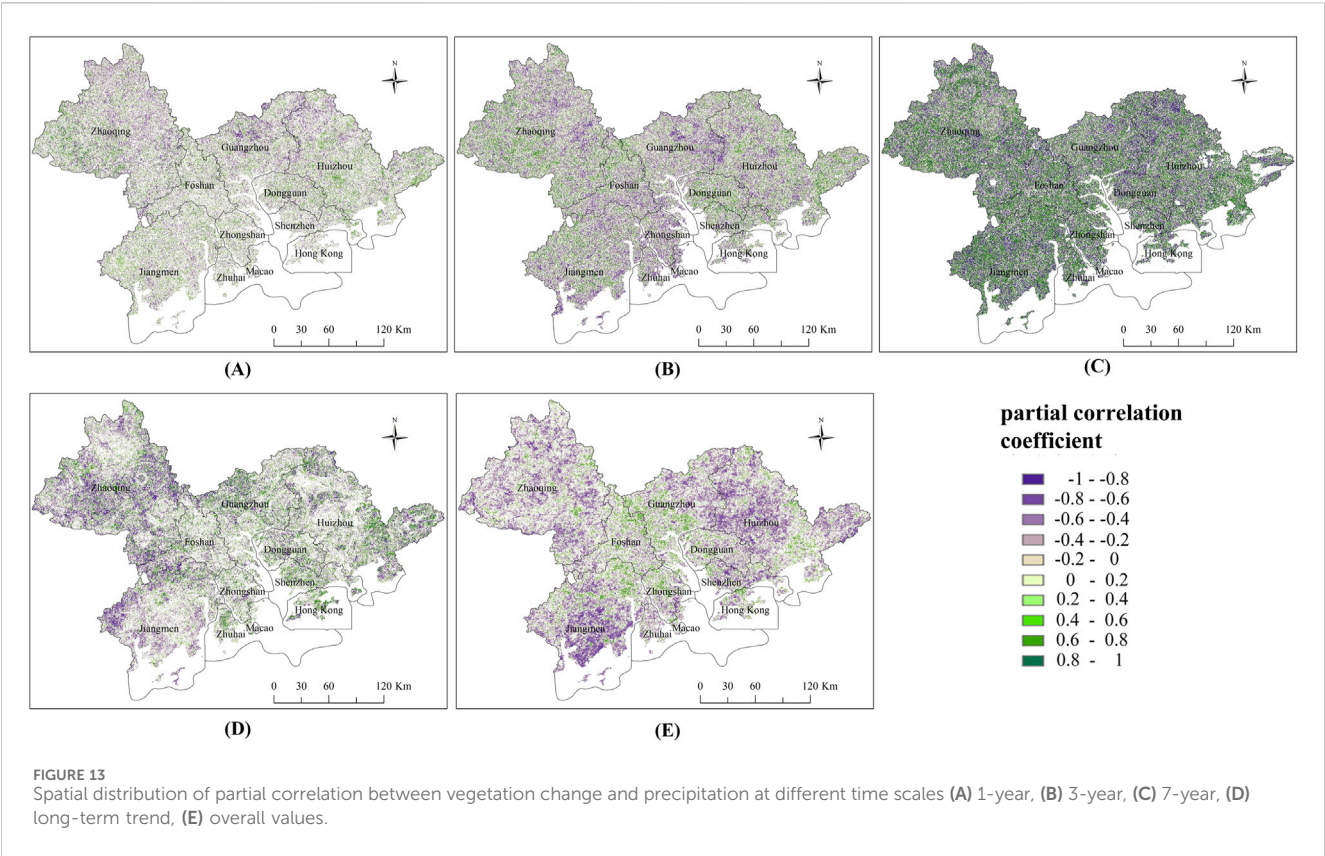 N
Zhaoqing
Guangzhou
Huizhou
Foshan
Dongguan
Shenzhen
Zhongshan
Hong Kong
Jiangmen
Macao
Zhuhai
0 30 60 120 Km
(A)
N
Zhaoqing
Guangzhou
Huizhou
Foshan
Dongguan
Shenzhen
Zhongshan
Hong Kong
Jiangmen
Macao
Zhuhai
0 30 60 120 Km
(B)
N
Zhaoqing
Guangzhou
Huizhou
Foshan
Dongguan
Shenzhen
Zhongshan
Hong Kong
Jiangmen
Macao
Zhuhai
0 30 60 120 Km
(C)
N
Zhaoqing
Guangzhou
Huizhou
Foshan
Dongguan
Shenzhen
Zhongshan
Hong Kong
Jiangmen
Macao
Zhuhai
0 30 60 120 Km
(D)
N
Zhaoqing
Guangzhou
Huizhou
Foshan
Dongguan
Shenzhen
Zhongshan
Hong Kong
Jiangmen
Macao
Zhuhai
0 30 60 120 Km
(E)
partial correlation
coefficient
-1 - -0.8
-0.8 - -0.6
-0.6 - -0.4
-0.4 - -0.2
-0.2 - 0
0 - 0.2
0.2 - 0.4
0.4 - 0.6
0.6 - 0.8
0.8 - 1
FIGURE 13
Spatial distribution of partial correlation between vegetation change and precipitation at different time scales (A) 1-year, (B) 3-year, (C) 7-year, (D)
long-term trend, (E) overall values.